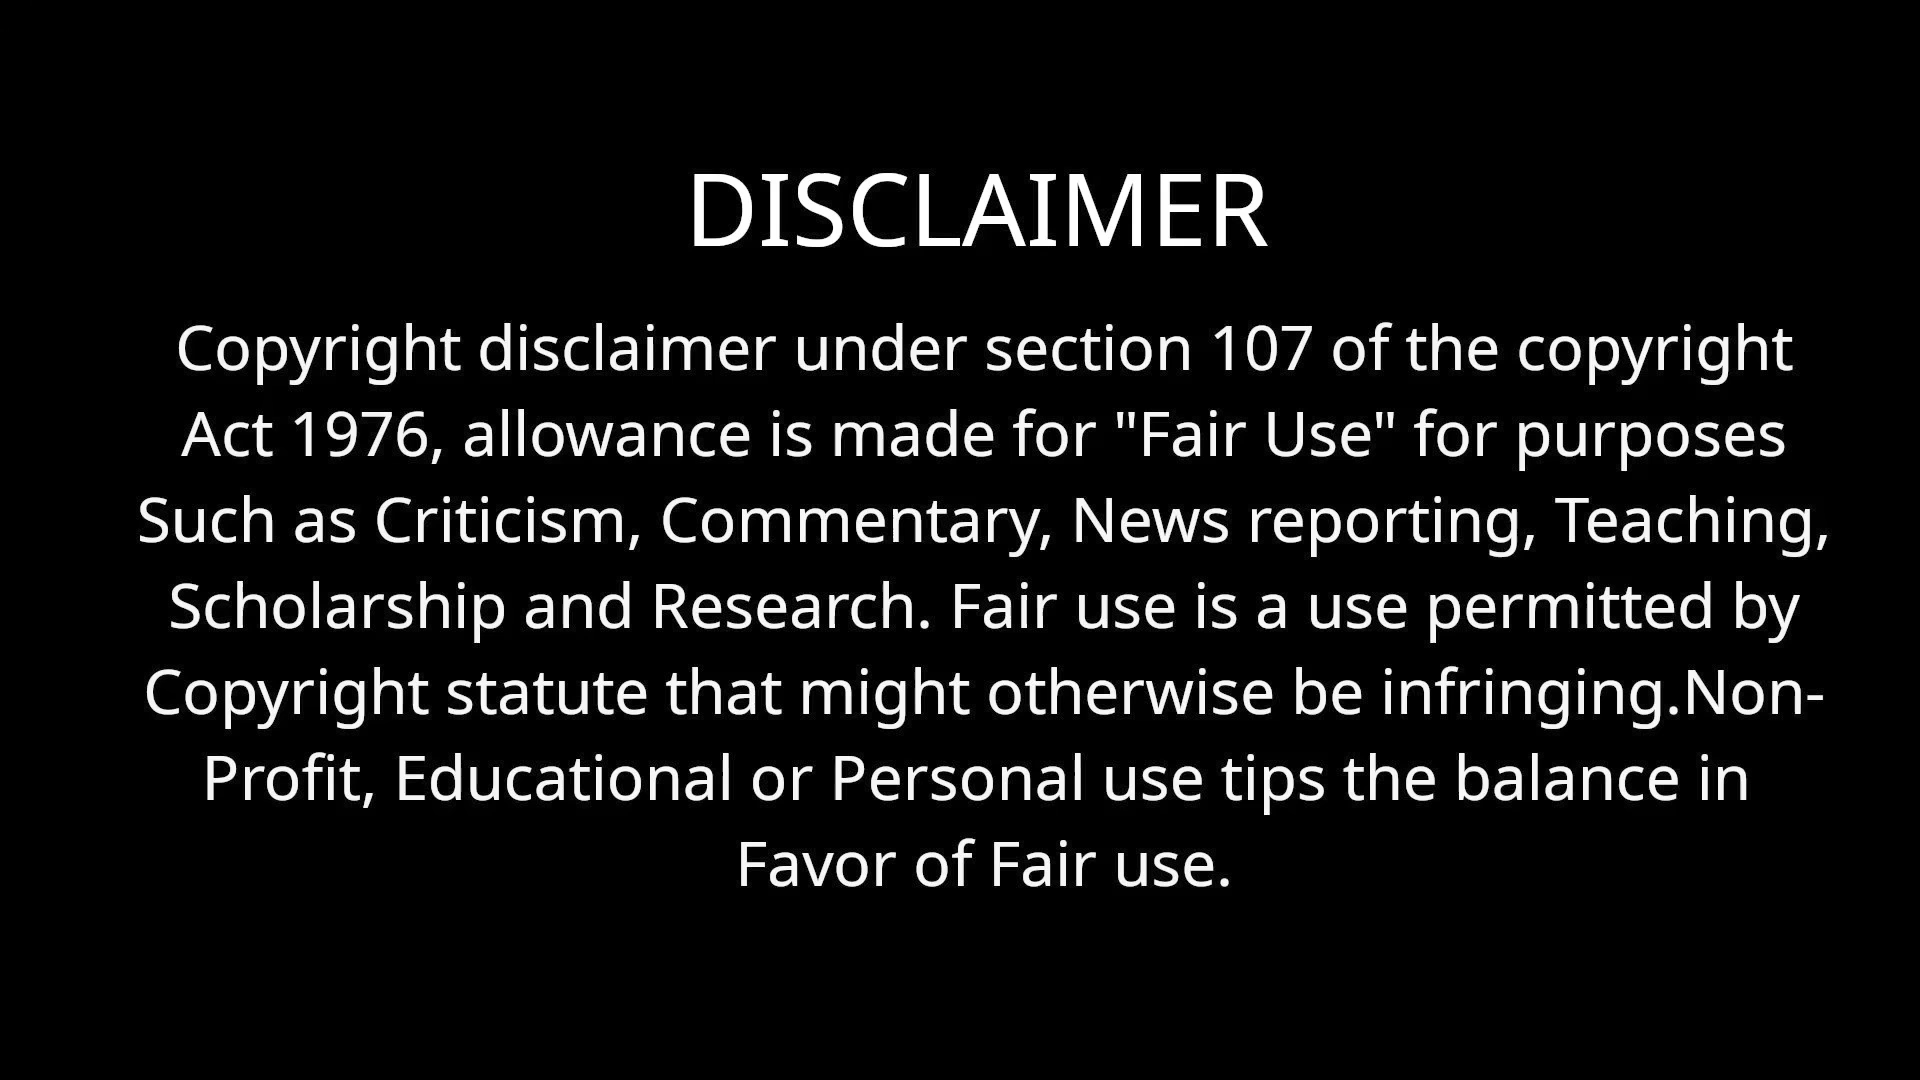 DISCLAIMER
Copyright disclaimer under section 107 of the copyright
Act 1976, allowance is made for "Fair Use" for purposes
Such as Criticism, Commentary, News reporting, Teaching,
Scholarship and Research. Fair use is a use permitted by
Copyright statute that might otherwise be infringing.Non-
Profit, Educational or Personal use tips the balance in
Favor of Fair use.